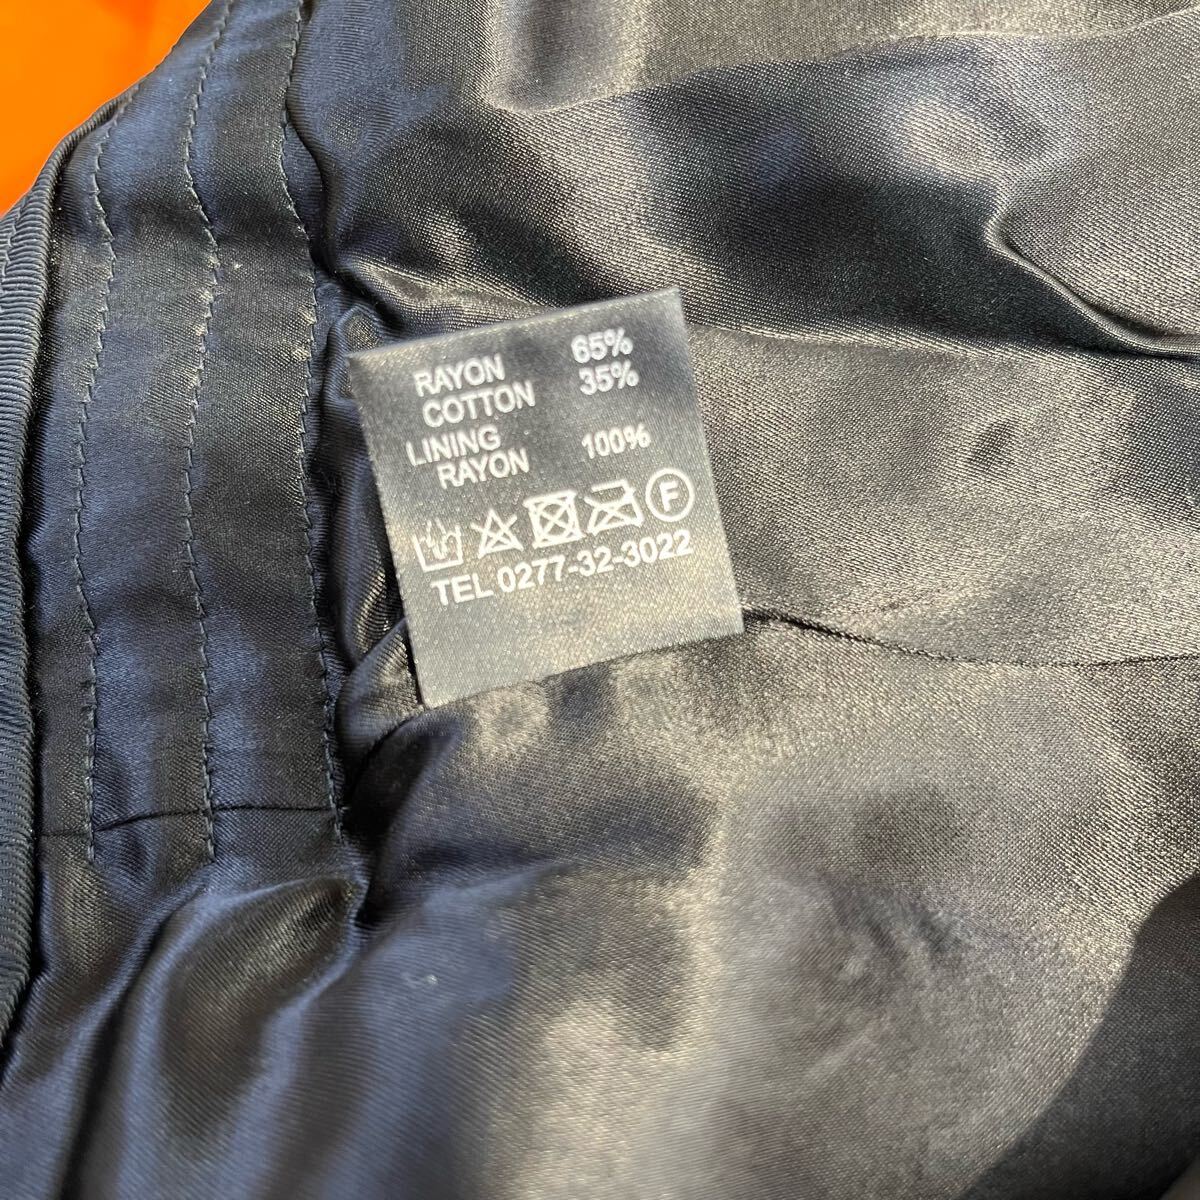 RAYON 65%
COTTON 35%
LINING
RAYON 100%
F
TEL 0277-32-3022